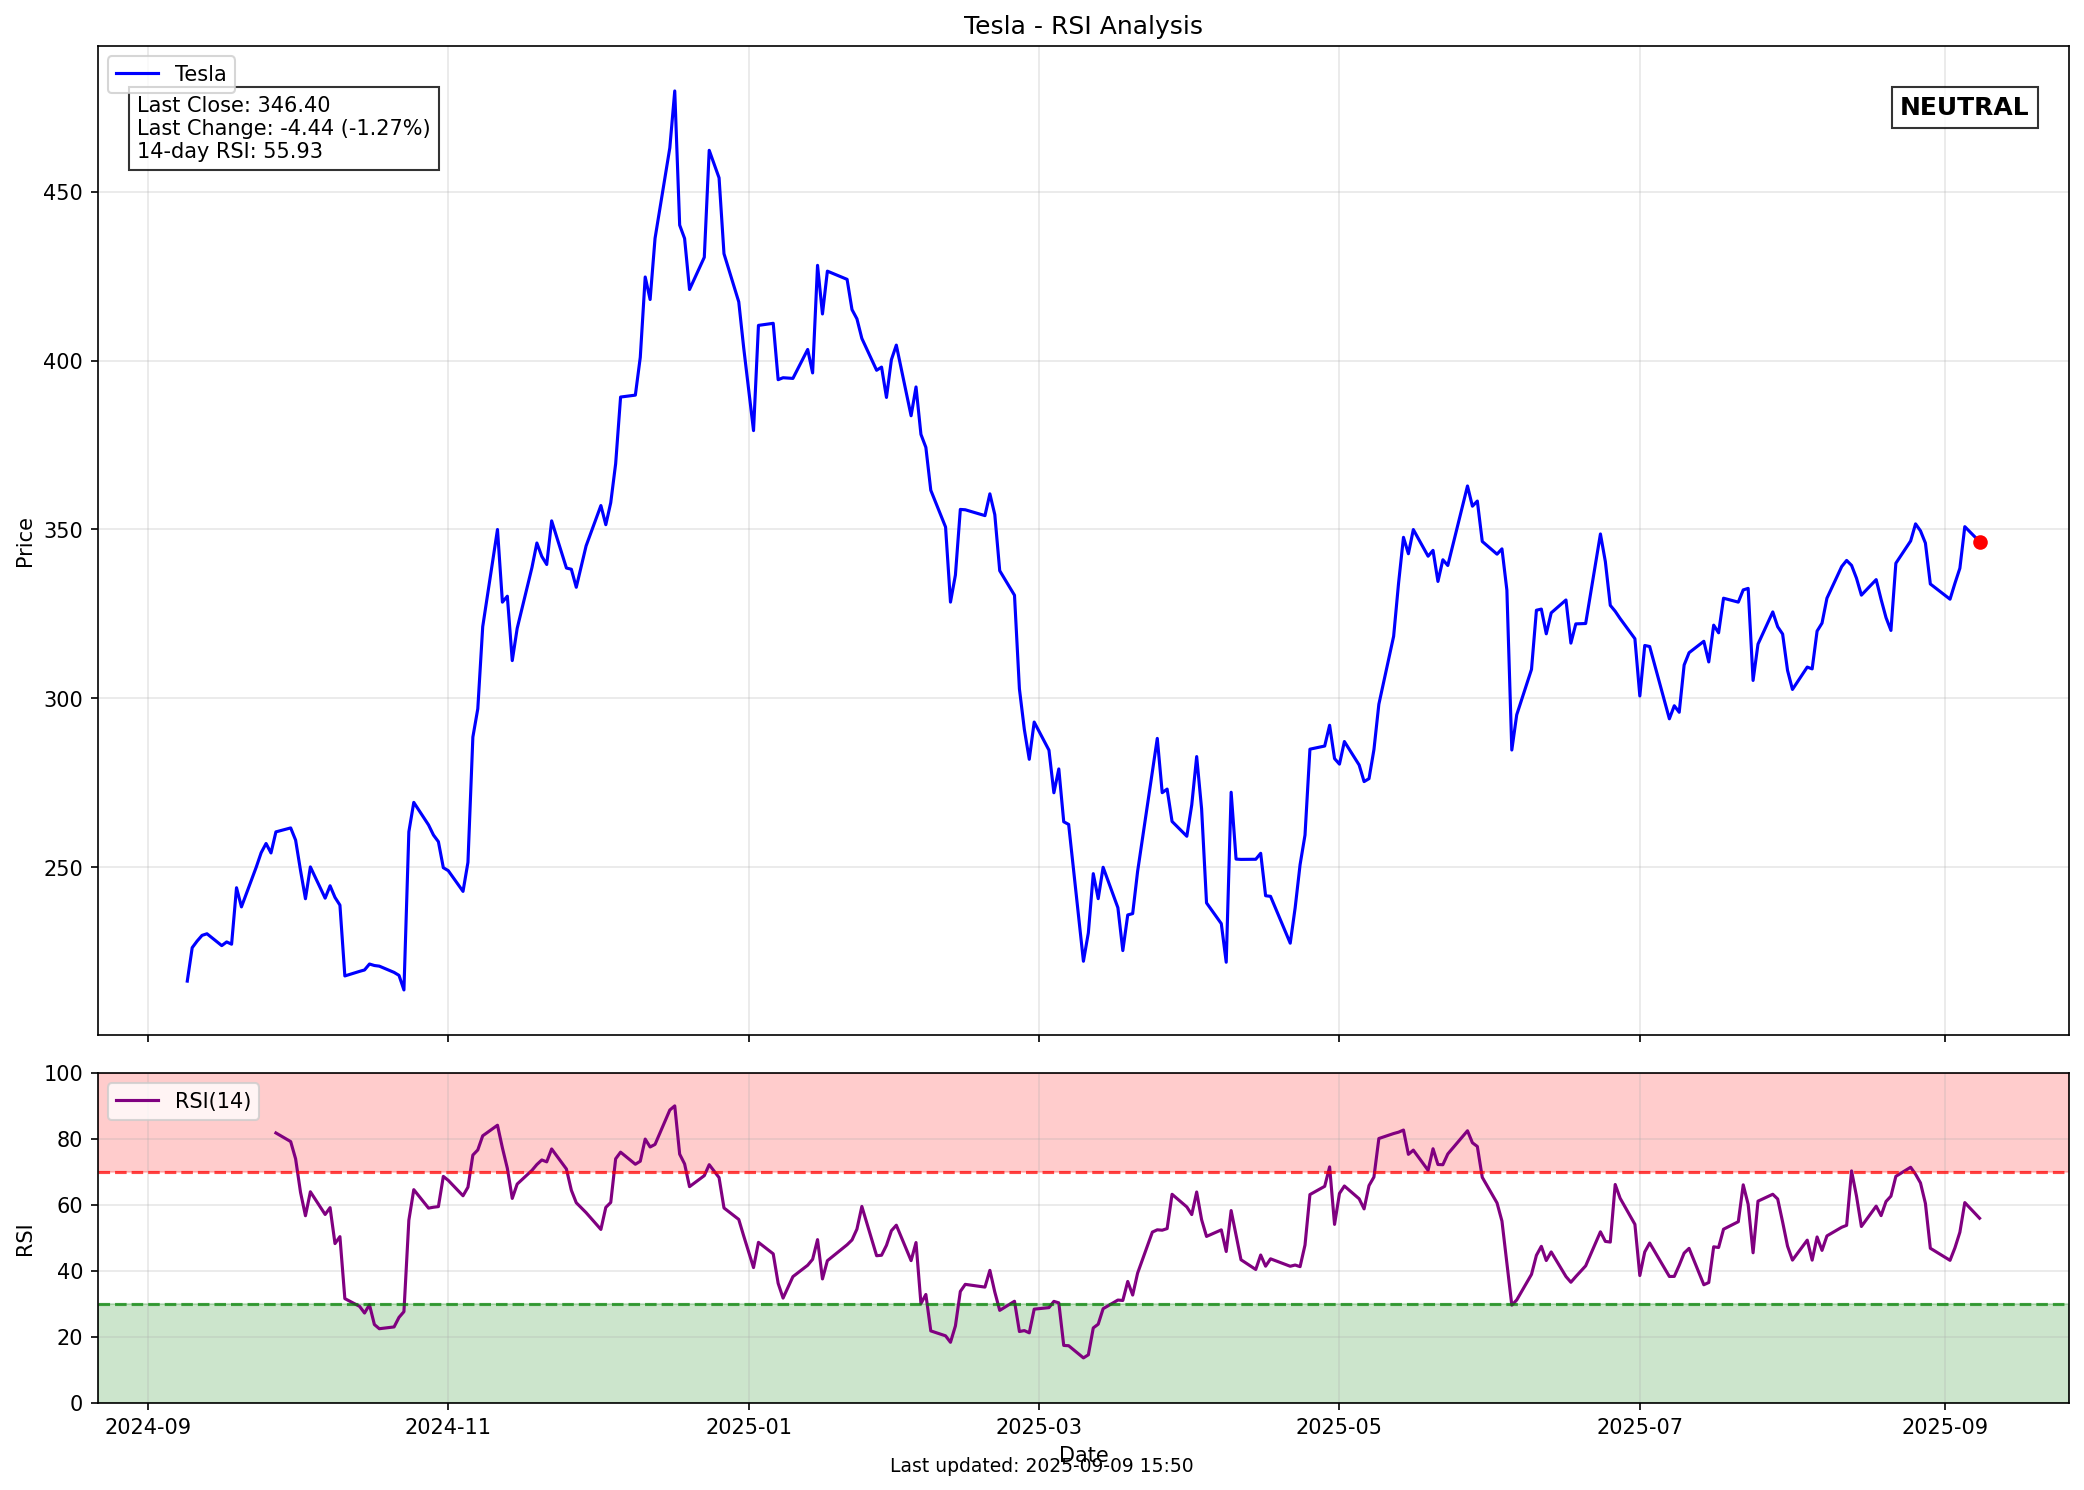 Tesla - RSI Analysis
Tesla
Last Close: 346.40
Last Change: -4.44 (-1.27%)
14-day RSI: 55.93
NEUTRAL
Price
450
400
350
300
250
RSI(14)
RSI
100
80
60
40
20
0
2024-09
2024-11
2025-01
2025-03
2025-05
2025-07
2025-09
Date
Last updated: 2025-09-09 15:50